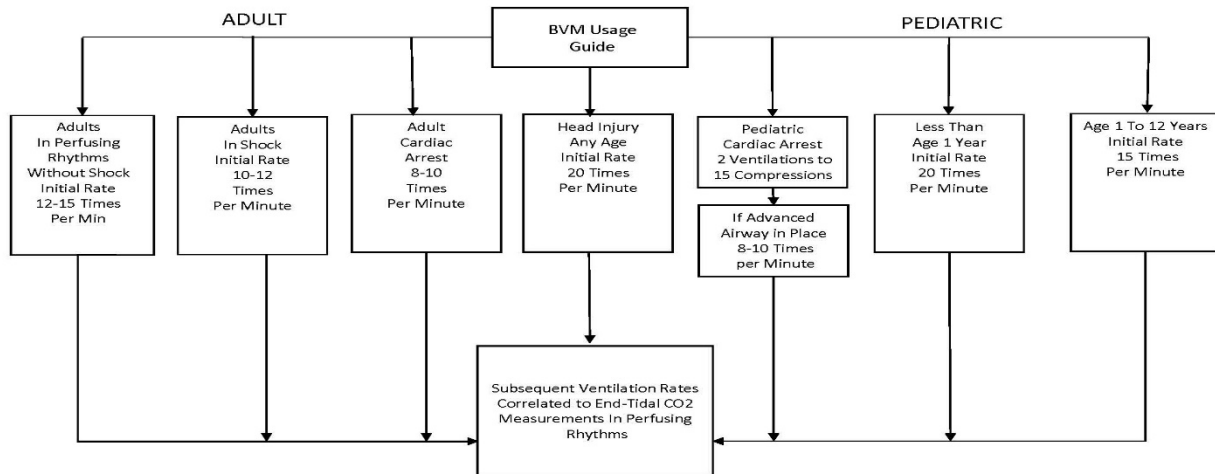 ADULT
BVM Usage
Guide
PEDIATRIC
Adults
In Perfusing
Rhythms
Without Shock
Initial Rate
12-15 Times
Per Min
Adults
In Shock
Initial Rate
10-12
Times
Per Minute
Adult
Cardiac
Arrest
8-10
Times
Per Minute
Head Injury
Any Age
Initial Rate
20 Times
Per Minute
Pediatric
Cardiac Arrest
2 Ventilations to
15 Compressions
If Advanced
Airway in Place
8-10 Times
per Minute
Less Than
Age 1 Year
Initial Rate
20 Times
Per Minute
Age 1 To 12 Years
Initial Rate
15 Times
Per Minute
Subsequent Ventilation Rates
Correlated to End-Tidal CO2
Measurements In Perfusing
Rhythms